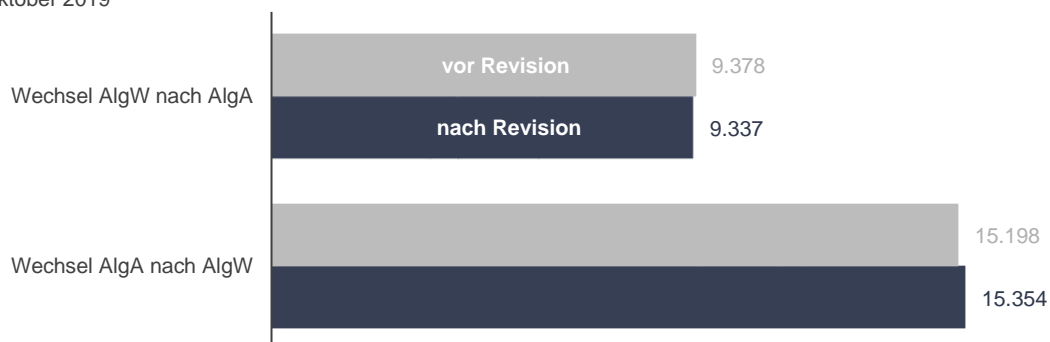 ktober 2019
vor Revision
9.378
Wechsel AlgW nach AlgA
nach Revision
9.337
15.198
Wechsel AlgA nach AlgW
15.354